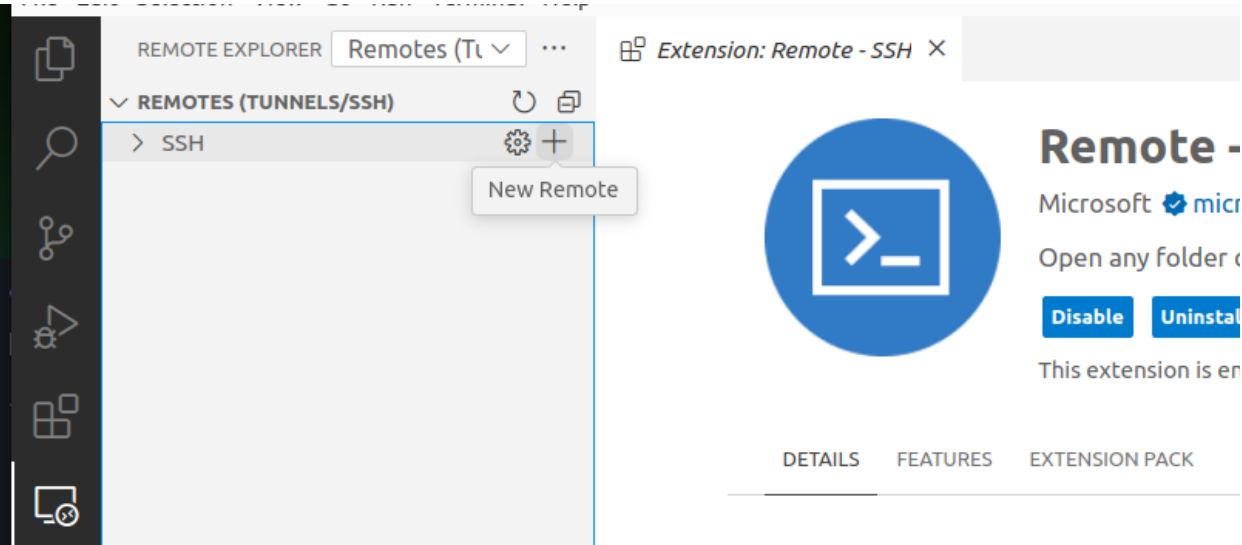 REMOTE EXPLORER Remotes (Tu
Extension: Remote - SSH
REMOTES (TUNNELS/SSH)
SSH
New Remote
Remote -
Microsoft micr
Open any folder
Disable Uninstal
This extension is en
DETAILS FEATURES EXTENSION PACK